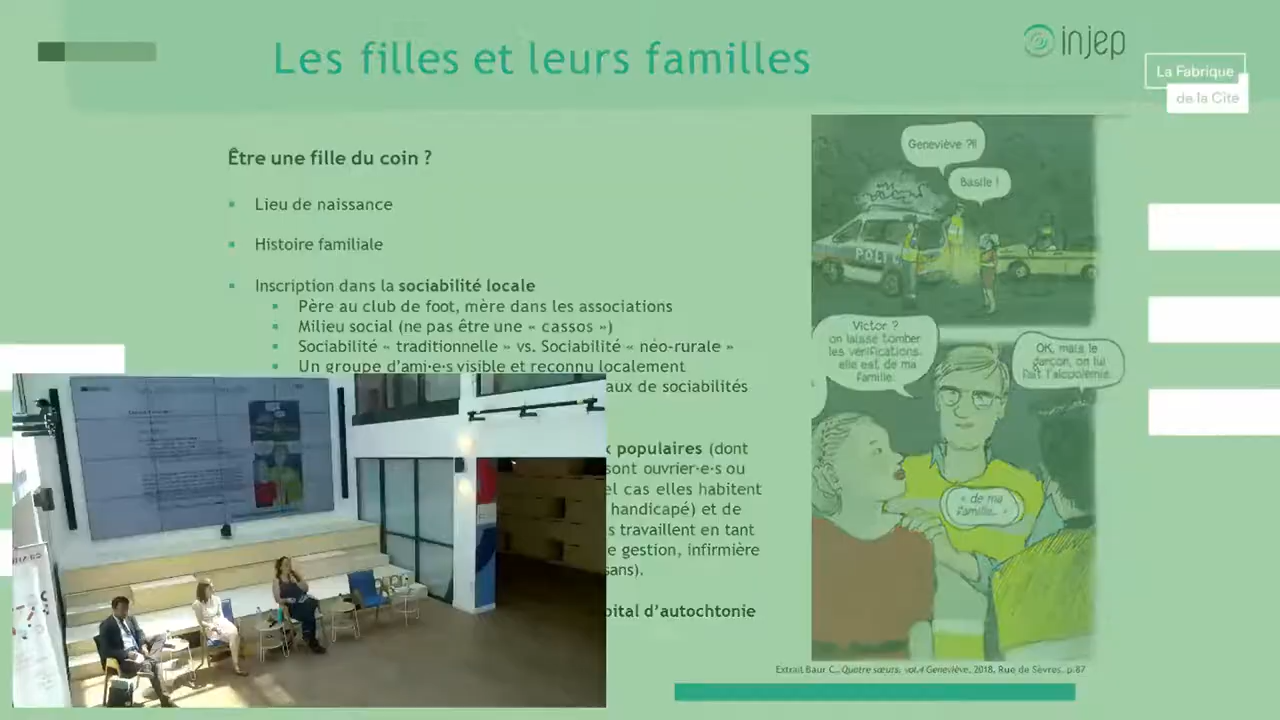 Les filles et leurs familles
injep
La Fabrique
de la Cité
Être une fille du coin ?
Lieu de naissance
Histoire familiale
Inscription dans la sociabilité locale
Père au club de foot, mère dans les associations
Milieu social (ne pas être une « cassos »)
Sociabilité « traditionnelle » vs. Sociabilité « néo-rurale »
Un groupe d'ami·e·s visible et reconnu localement
aux de sociabilités
populaires (dont
sont ouvrier·e·s ou
el cas elles habitent
handicapé) et de
s travaillent en tant
e gestion, infirmière
sans).
pital d'autochtonie
Geneviève ?!!
Basile !
POLI
Victor ?
on laisse tomber
les vérifications.
elle est de ma
famille.
OK, mais le
garçon, on lui
fait l'alcoolémie.
« de ma
famille... »
Extrait Baur C., Quatre sœurs, vol.4 Geneviève, 2018, Rue de Sèvres, p.87